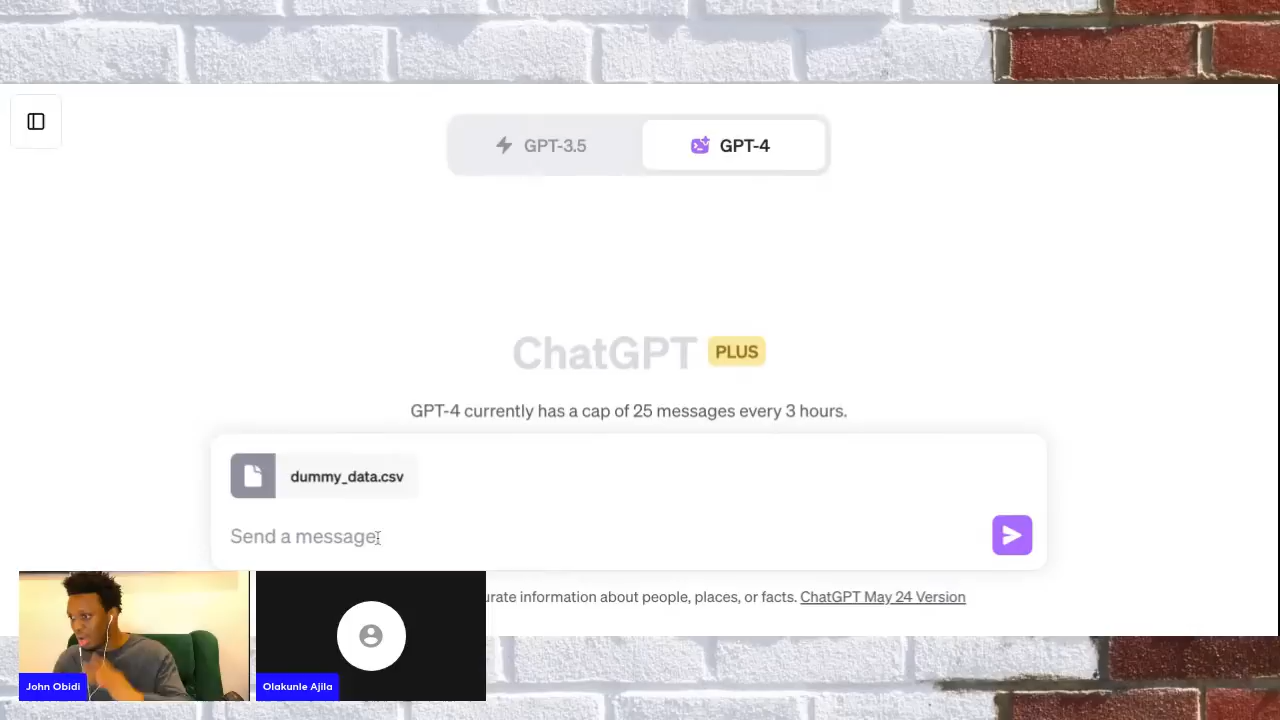 GPT-3.5
GPT-4
ChatGPT PLUS
GPT-4 currently has a cap of 25 messages every 3 hours.
dummy_data.csv
Send a message
information about people, places, or facts. ChatGPT May 24 Version
John Obidi
Olakunle Ajila